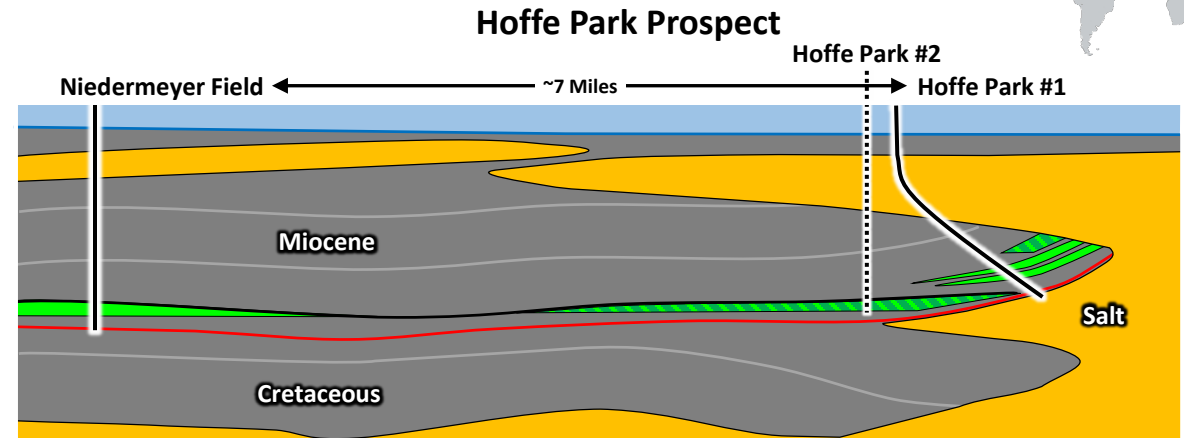 Hoffe Park Prospect
Hoffe Park #2
Niedermeyer Field
~7 Miles
Hoffe Park #1
Miocene
Salt
Cretaceous